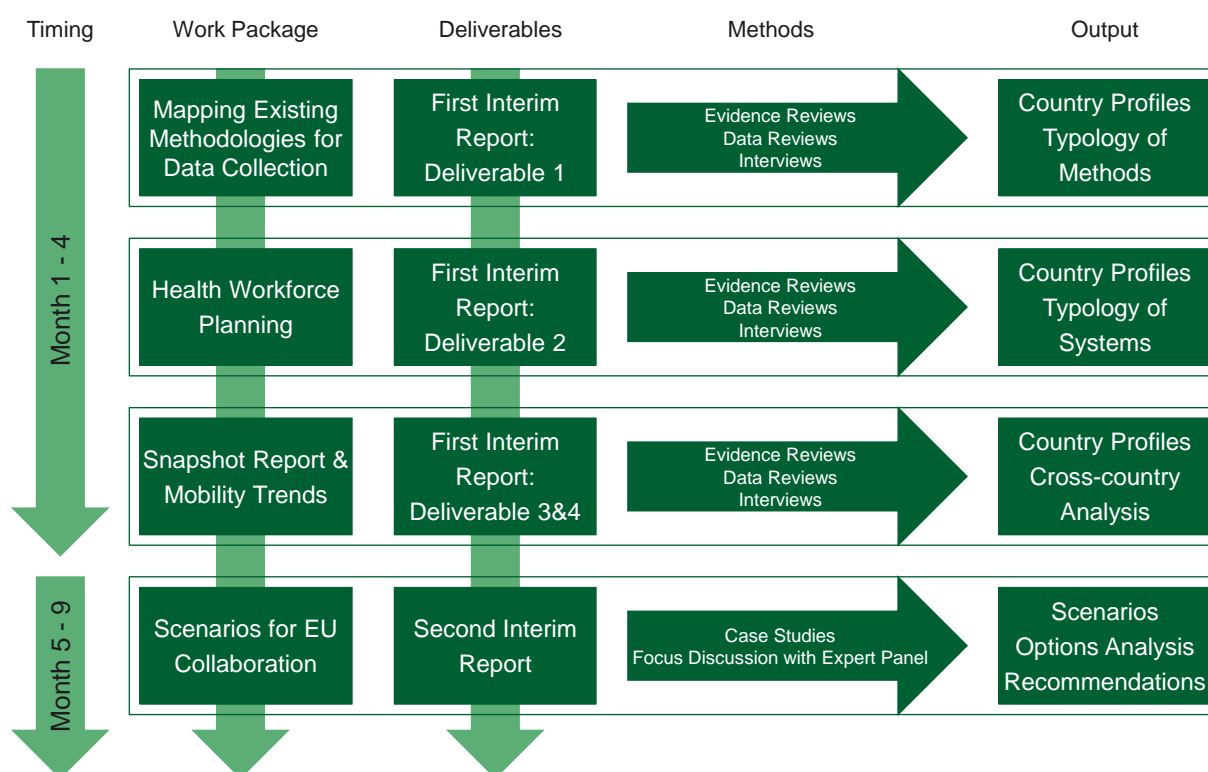 Timing
Work Package
Deliverables
Methods
Output
Month 1 - 4
Mapping Existing
Methodologies for
Data Collection
First Interim
Report:
Deliverable 1
Evidence Reviews
Data Reviews
Interviews
Country Profiles
Typology of
Methods
Health Workforce
Planning
First Interim
Report:
Deliverable 2
Evidence Reviews
Data Reviews
Interviews
Country Profiles
Typology of
Systems
Snapshot Report &
Mobility Trends
First Interim
Report:
Deliverable 3&4
Evidence Reviews
Data Reviews
Interviews
Country Profiles
Cross-country
Analysis
Month 5 - 9
Scenarios for EU
Collaboration
Second Interim
Report
Case Studies
Focus Discussion with Expert Panel
Scenarios
Options Analysis
Recommendations